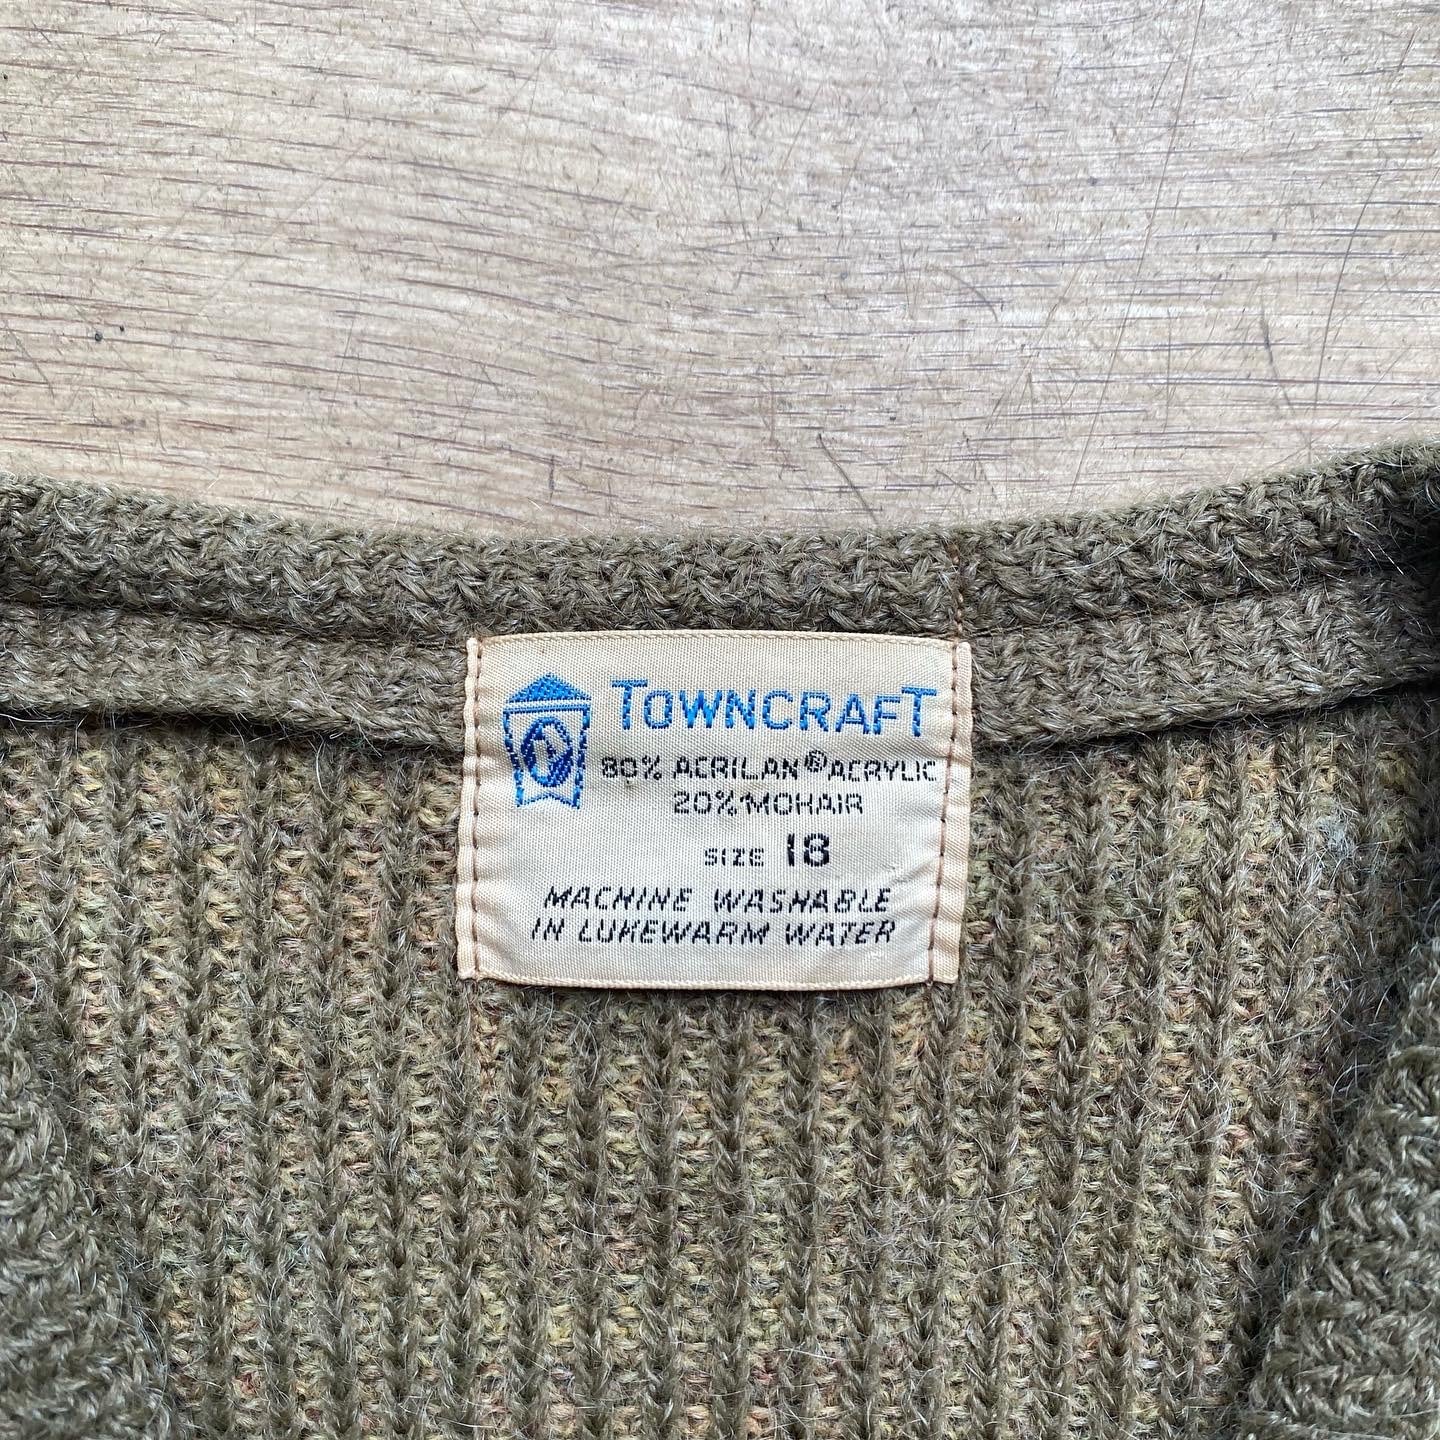 TOWNCRAFT
80% ACRILAN® ACRYLIC
20% MOHAIR
SIZE 18
MACHINE WASHABLE
IN LUKEWARM WATER